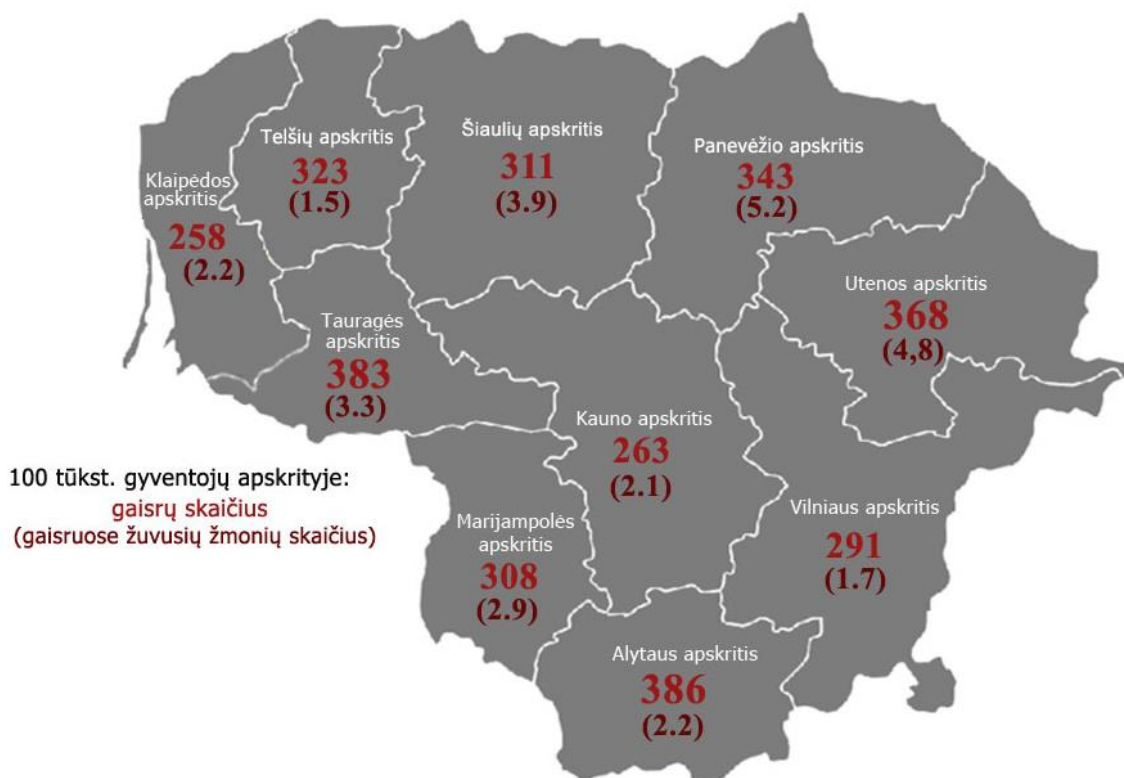 Telšių apskritis
323
(1.5)
Šiaulių apskritis
311
(3.9)
Panevėžio apskritis
343
(5.2)
Klaipėdos
apskritis
258
(2.2)
Utenos apskritis
368
(4,8)
Tauragės
apskritis
383
(3.3)
Kauno apskritis
263
(2.1)
100 tūkst. gyventojų apskrityje:
gaisrų skaičius
(gaisruose žuvusių žmonių skaičius)
Marijampolės
apskritis
308
(2.9)
Vilniaus apskritis
291
(1.7)
Alytaus apskritis
386
(2.2)